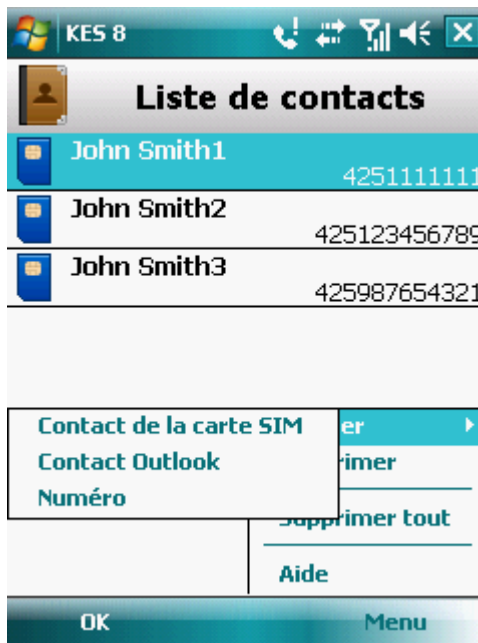 KES 8
Liste de contacts
John Smith1
4251111111
John Smith2
425123456789
John Smith3
425987654321
Contact de la carte SIM
Contact Outlook
Numéro
Supprimer tout
Aide
OK
Menu